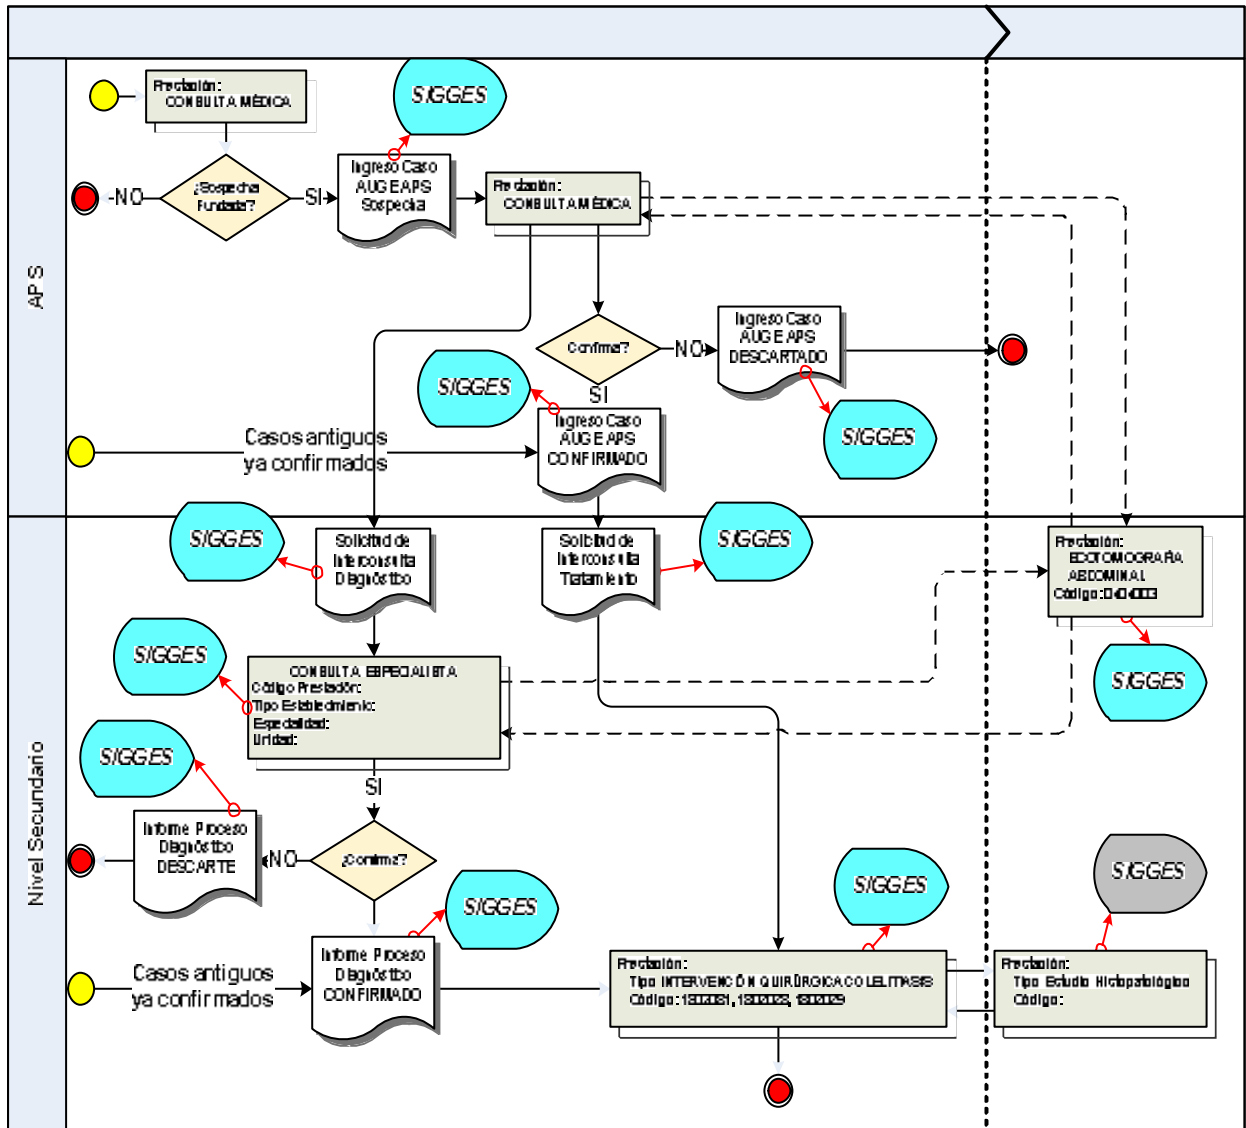 APS
Prestación:
CONSULTA MÉDICA
SIGGES
¿Sospecha
Fundada?
NO
SI
Ingreso Caso
AUGE APS
Sospecha
Prestación:
CONSULTA MÉDICA
Confirma?
NO
SI
Ingreso Caso
AUGE APS
DESCARTADO
SIGGES
SIGGES
Ingreso Caso
AUGE APS
CONFIRMADO
Casos antiguos
ya confirmados
Nivel Secundario
SIGGES
Solicitud de
Interconsulta
Diagnóstico
Solicitud de
Interconsulta
Tratamiento
SIGGES
Prestación:
ECOTOMOGRAFÍA
ABDOMINAL
Código:
SIGGES
SIGGES
CONSULTA ESPECIALISTA
Código Prestación:
Tipo Establecimiento:
Especialidad:
Unidad:
SI
SIGGES
Informe Proceso
Diagnóstico
DESCARTE
NO
¿Confirma?
SIGGES
Informe Proceso
Diagnóstico
CONFIRMADO
Casos antiguos
ya confirmados
SIGGES
Prestación:
Tipo INTERVENCIÓN QUIRÚRGICA COLELITIASIS
Código:
SIGGES
Prestación:
Tipo Estudio Histopatológico
Código: